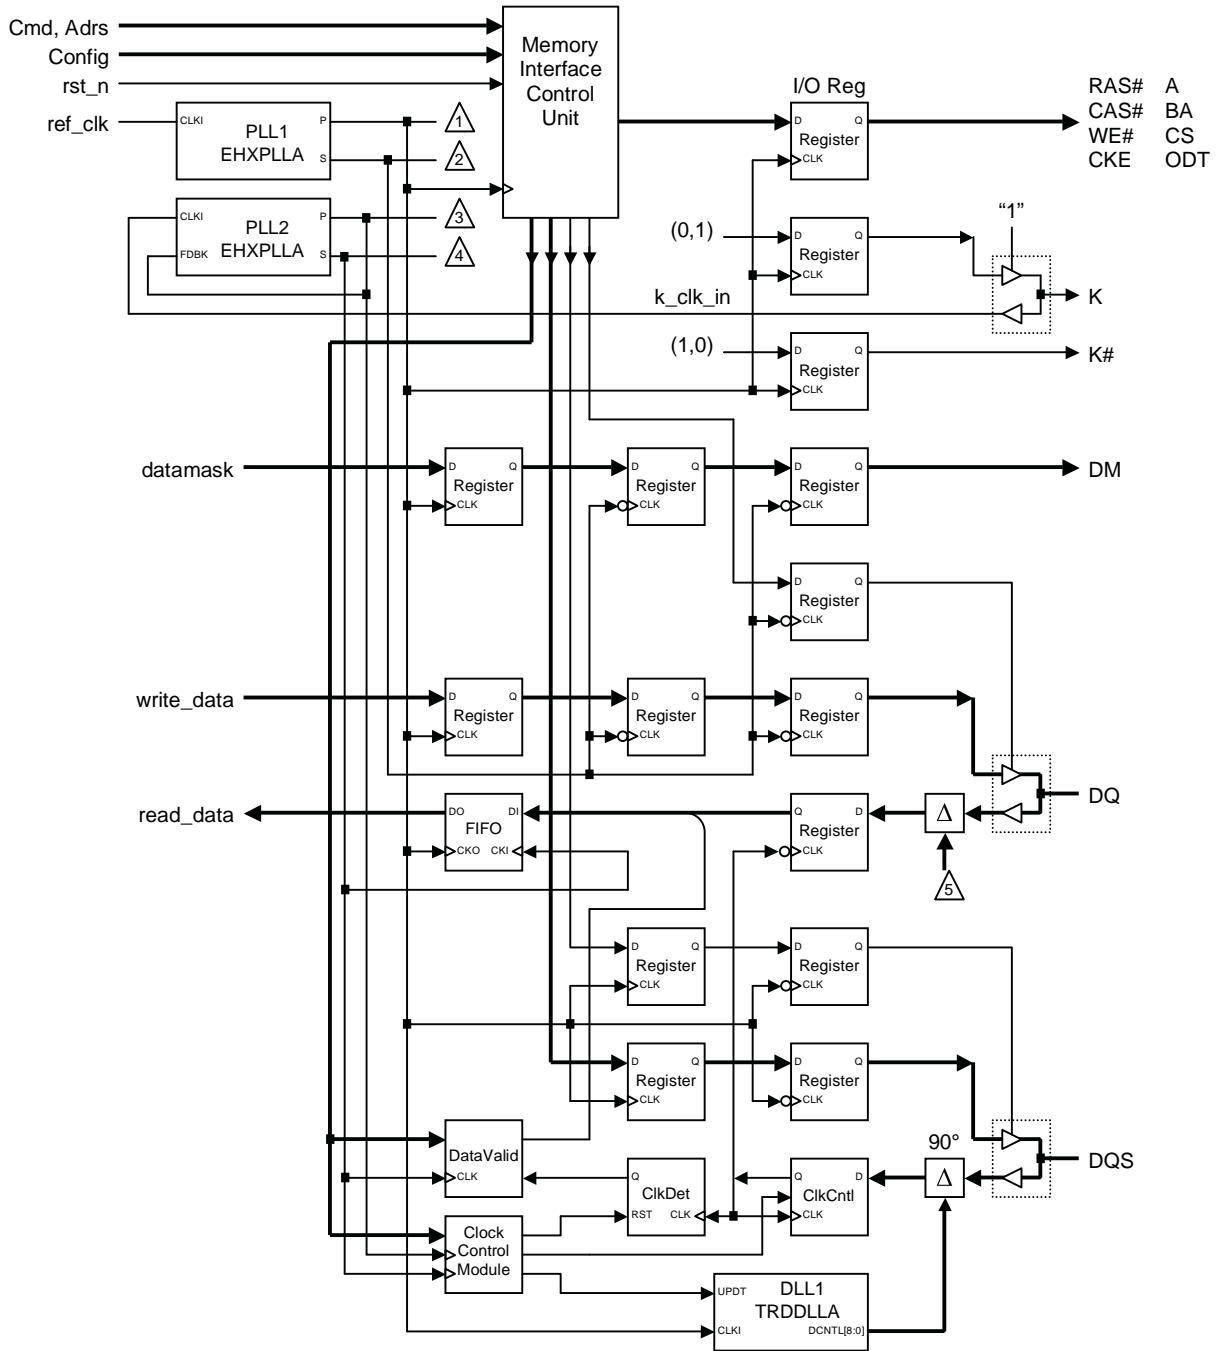 Cmd, Adrs
Config
rst_n
ref_clk
Memory
Interface
Control
Unit
CLKI
P
S
PLL1
EHXPLLA
1
2
CLKI
FDBK
P
S
PLL2
EHXPLLA
3
4
I/O Reg
D
Q
Register
CLK
RAS# A
CAS# BA
WE# CS
CKE ODT
(0,1)
D
Q
Register
CLK
"1"
k_clk_in
K
(1,0)
D
Q
Register
CLK
K#
datamask
D
Q
Register
CLK
D
Q
Register
CLK
D
Q
Register
CLK
DM
D
Q
Register
CLK
write_data
D
Q
Register
CLK
D
Q
Register
CLK
D
Q
Register
CLK
DQ
read_data
DO
DI
FIFO
CKO
CKI
Q
D
Register
CLK
Δ
5
D
Q
Register
CLK
D
Q
Register
CLK
D
Q
Register
CLK
D
Q
Register
CLK
DataValid
CLK
Q
ClkDet
RST
CLK
Q
D
ClkCntl
CLK
90°
Δ
DQS
Clock
Control
Module
UPDT
DLL1
TRDDLLA
CLKI
DCNTL[8:0]